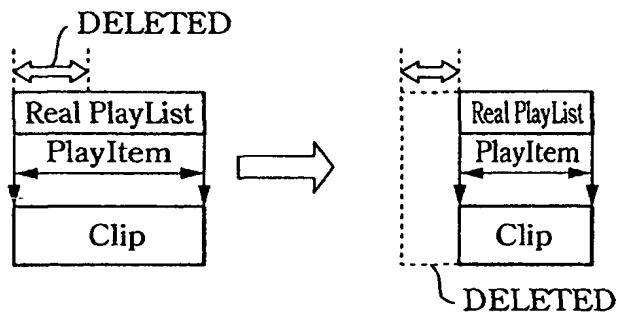 DELETED
Real PlayList
PlayItem
Clip
Real PlayList
PlayItem
Clip
DELETED